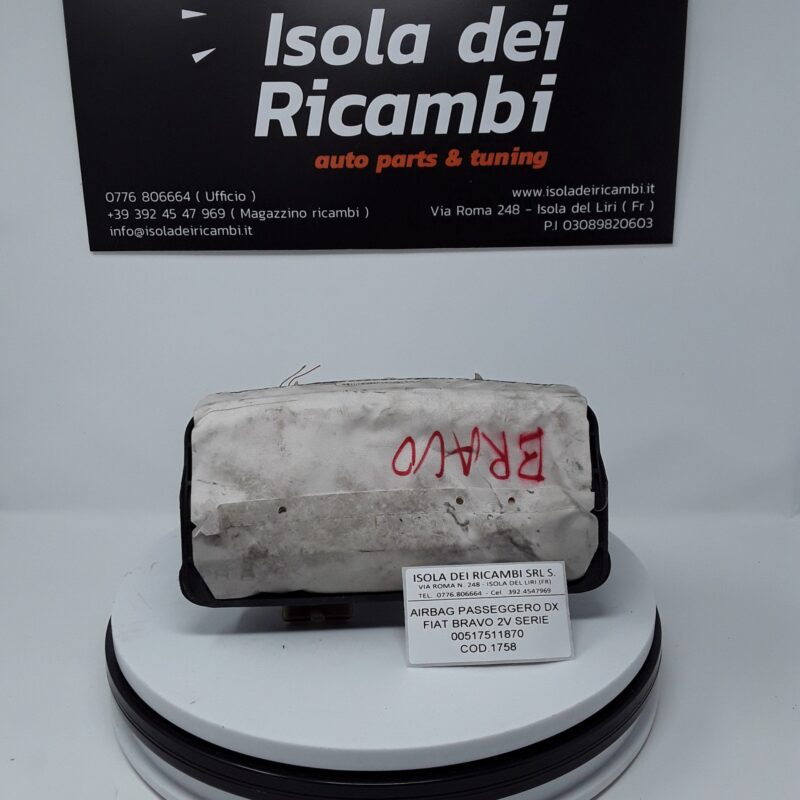 Isola dei
Ricambi
auto parts & tuning
0776 806664 ( Ufficio )
+39 392 45 47 969 ( Magazzino ricambi )
info@isoladeiricambi.it
www.isoladeiricambi.it
Via Roma 248 - Isola del Liri ( Fr )
P.I 03089820603
BRAVO
ISOLA DEI RICAMBI SRL S.
VIA ROMA N. 248 - ISOLA DEL LIRI (FR)
TEL. 0776.806664 - Cel. 392.4547969
AIRBAG PASSEGGERO DX
FIAT BRAVO 2V SERIE
00517511870
COD.1758